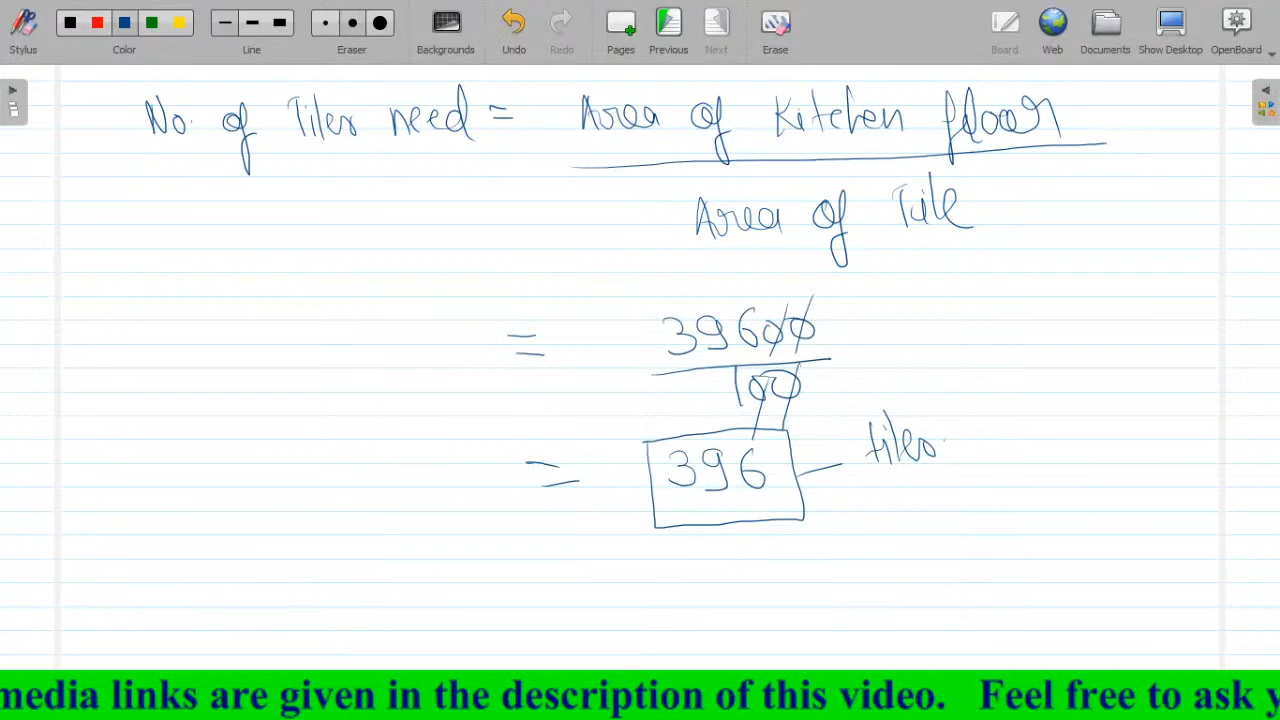 Stylus Color Line Eraser Backgrounds Undo Redo Pages Previous Next Erase Board Web Documents Show Desktop OpenBoard
No. of Tiles need = Area of Kitchen floor
Area of Tile
= 39600
100
= 396 tiles.
media links are given in the description of this video. Feel free to ask y